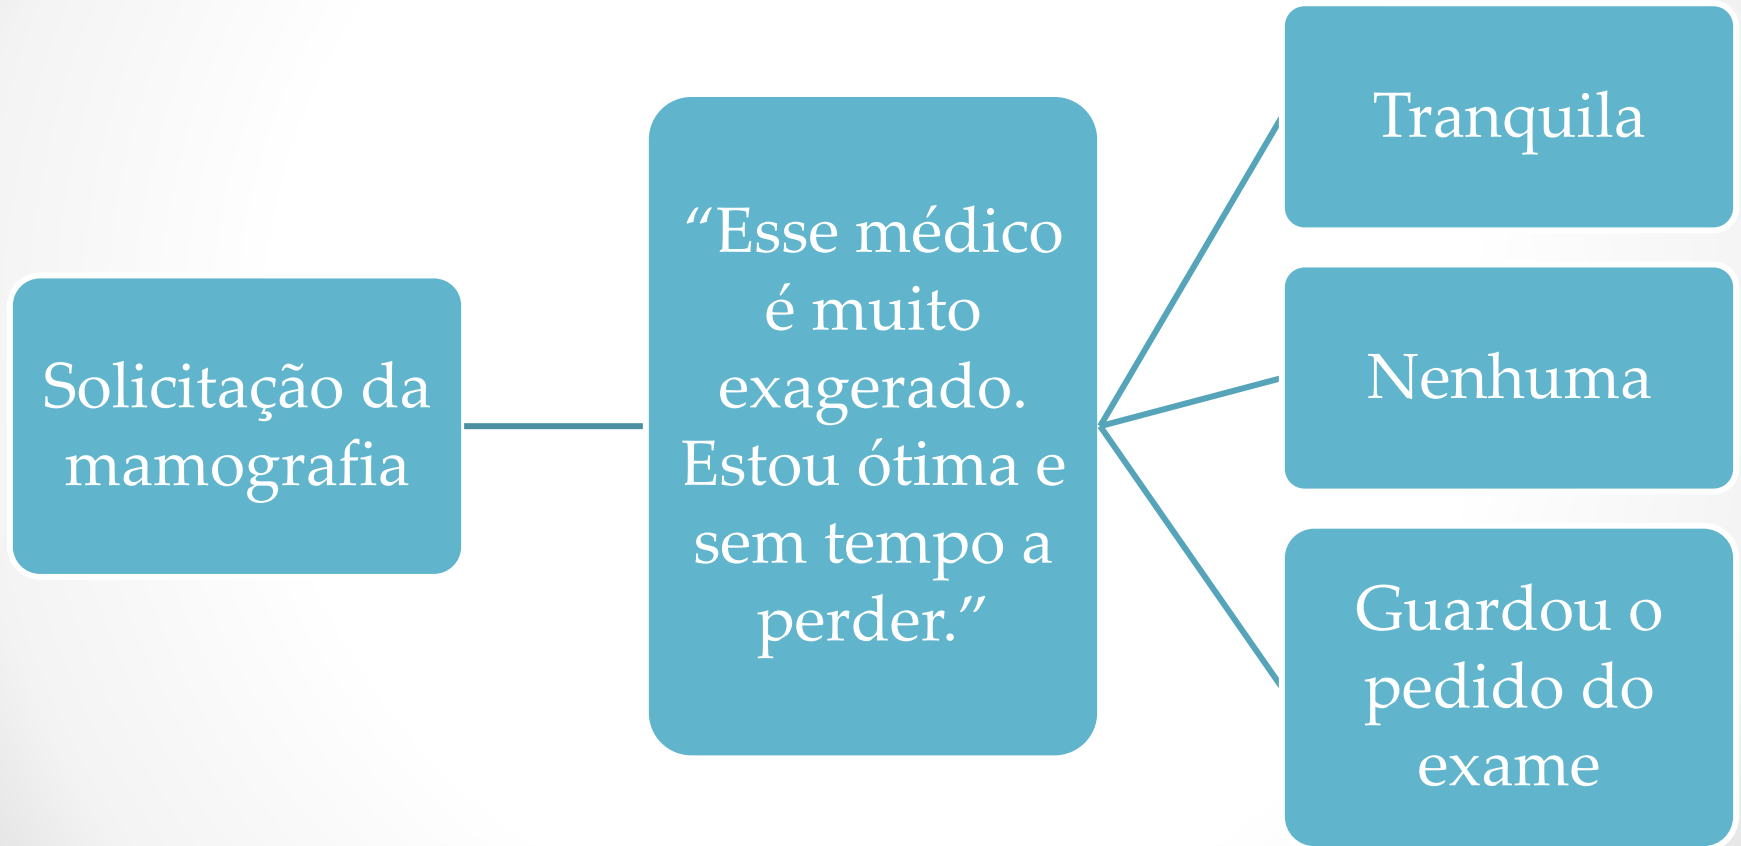 Solicitação da
mamografia
“Esse médico
é muito
exagerado.
Estou ótima e
sem tempo a
perder.”
Tranquila
Nenhuma
Guardou o
pedido do
exame